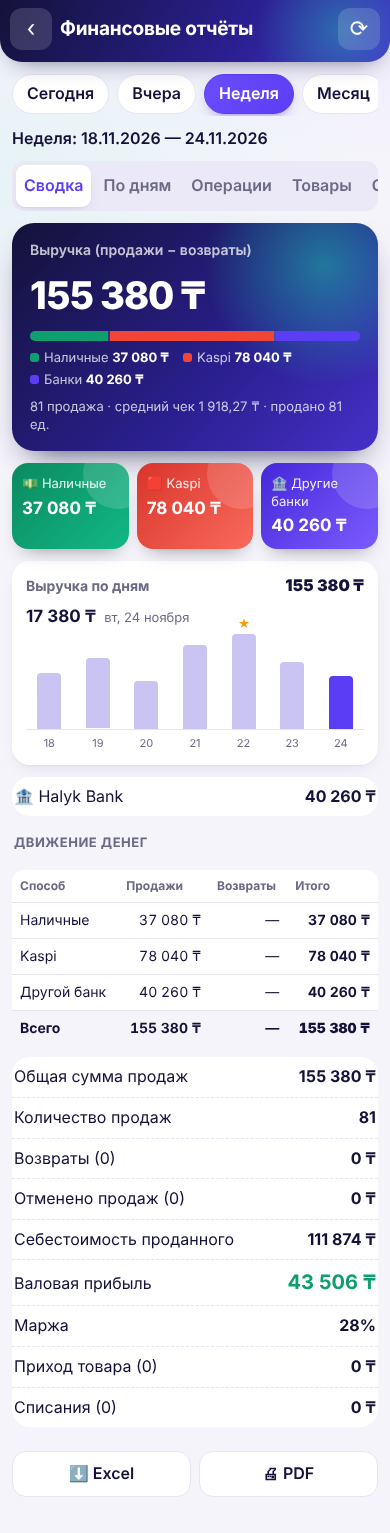 Финансовые отчёты
Сегодня Вчера Неделя Месяц
Неделя: 18.11.2026 — 24.11.2026
Сводка По дням Операции Товары
Выручка (продажи − возвраты)
155 380 ₸
Наличные 37 080 ₸ Kaspi 78 040 ₸
Банки 40 260 ₸
81 продажа · средний чек 1 918,27 ₸ · продано 81
ед.
💵 Наличные
37 080 ₸
🟥 Kaspi
78 040 ₸
🏦 Другие
банки
40 260 ₸
Выручка по дням 155 380 ₸
17 380 ₸ вт, 24 ноября
★
18 19 20 21 22 23 24
🏦 Halyk Bank 40 260 ₸
ДВИЖЕНИЕ ДЕНЕГ
Способ Продажи Возвраты Итого
Наличные 37 080 ₸ — 37 080 ₸
Kaspi 78 040 ₸ — 78 040 ₸
Другой банк 40 260 ₸ — 40 260 ₸
Всего 155 380 ₸ — 155 380 ₸
Общая сумма продаж 155 380 ₸
Количество продаж 81
Возвраты (0) 0 ₸
Отменено продаж (0) 0 ₸
Себестоимость проданного 111 874 ₸
Валовая прибыль 43 506 ₸
Маржа 28%
Приход товара (0) 0 ₸
Списания (0) 0 ₸
⬇️ Excel 🖨 PDF